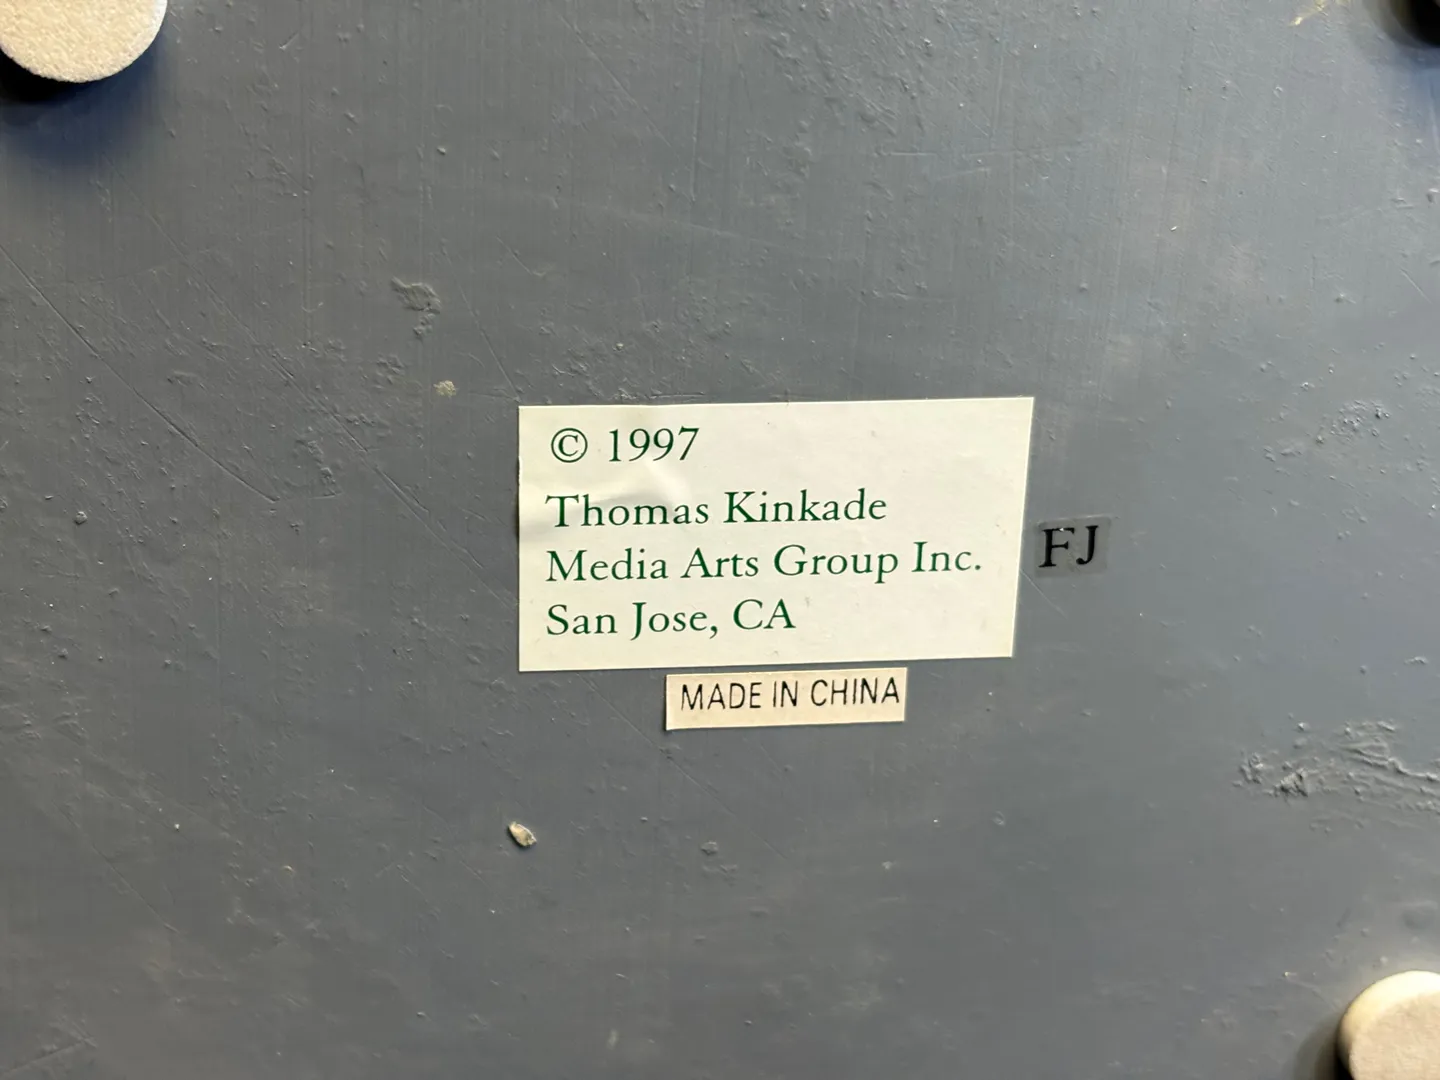 © 1997
Thomas Kinkade
Media Arts Group Inc.
San Jose, CA
FJ
MADE IN CHINA